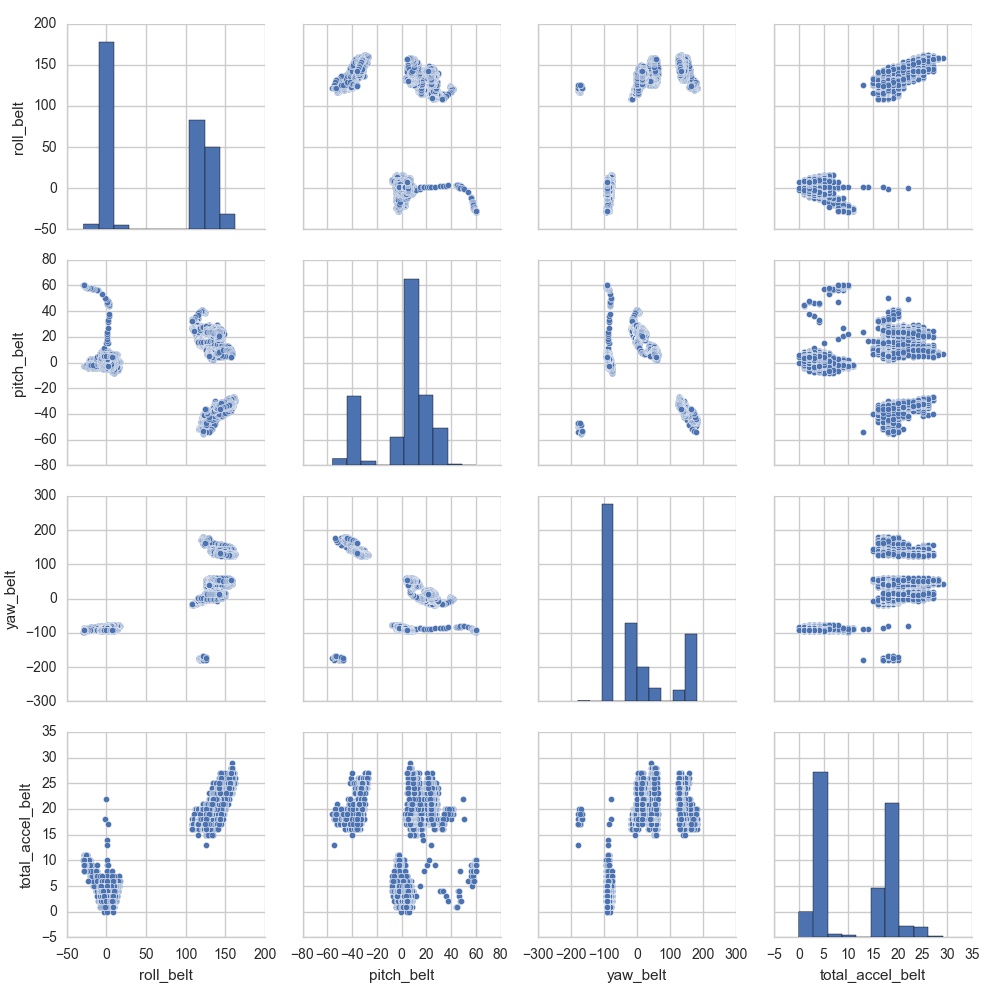 200
150
100
50
0
−50
roll_belt
80
60
40
20
0
−20
−40
−60
−80
pitch_belt
300
200
100
0
−100
−200
−300
yaw_belt
35
30
25
20
15
10
5
0
−5
total_accel_belt
−50 0 50 100 150 200
roll_belt
−80 −60 −40 −20 0 20 40 60 80
pitch_belt
−300 −200 −100 0 100 200 300
yaw_belt
−5 0 5 10 15 20 25 30 35
total_accel_belt